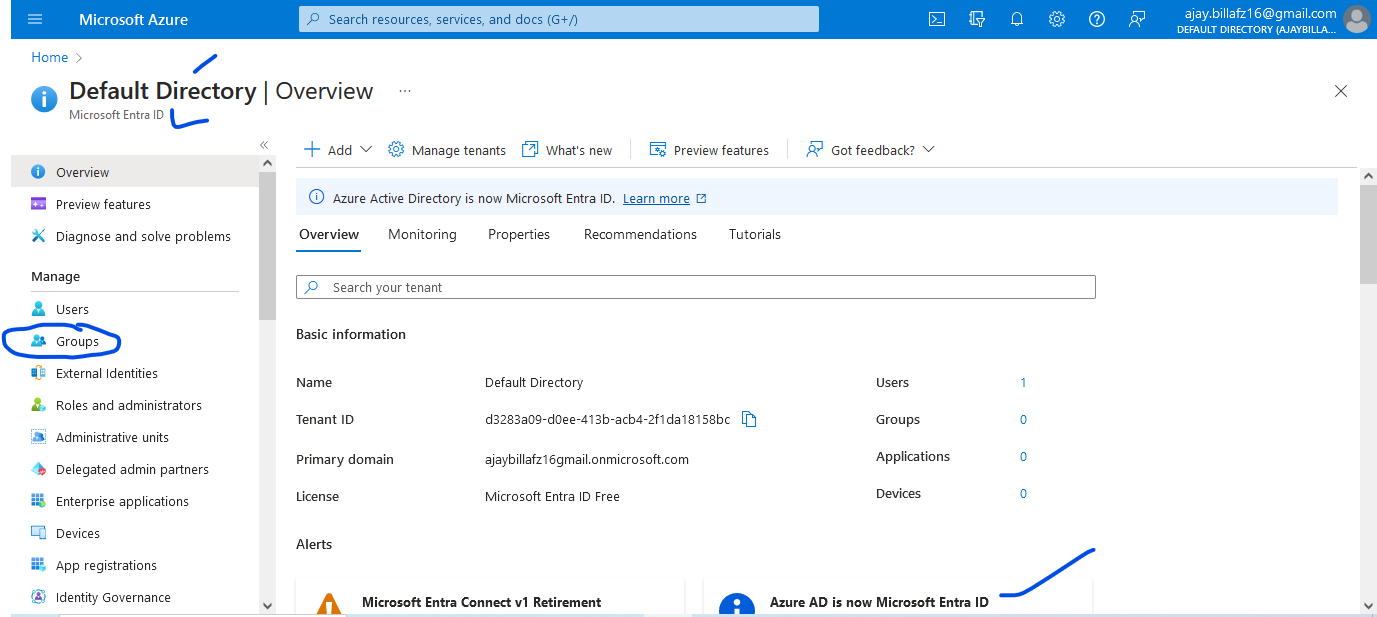 Microsoft Azure
Search resources, services, and docs (G+/)
ajay.billafz16@gmail.com
DEFAULT DIRECTORY (AJAYBILLA...
Home >
Default Directory | Overview ...
Microsoft Entra ID
Overview
Preview features
Diagnose and solve problems
Manage
Users
Groups
External Identities
Roles and administrators
Administrative units
Delegated admin partners
Enterprise applications
Devices
App registrations
Identity Governance
Add
Manage tenants
What's new
Preview features
Got feedback?
Azure Active Directory is now Microsoft Entra ID. Learn more
Overview Monitoring Properties Recommendations Tutorials
Search your tenant
Basic information
Name Default Directory Users 1
Tenant ID d3283a09-d0ee-413b-acb4-2f1da18158bc Groups 0
Primary domain ajaybillafz16gmail.onmicrosoft.com Applications 0
License Microsoft Entra ID Free Devices 0
Alerts
Microsoft Entra Connect v1 Retirement
Azure AD is now Microsoft Entra ID